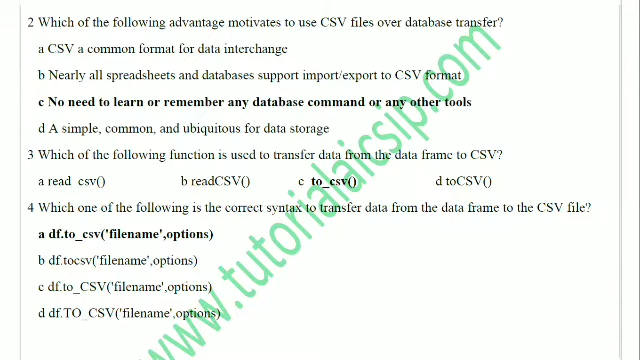 2 Which of the following advantage motivates to use CSV files over database transfer?
a CSV a common format for data interchange
b Nearly all spreadsheets and databases support import/export to CSV format
c No need to learn or remember any database command or any other tools
d A simple, common, and ubiquitous for data storage
3 Which of the following function is used to transfer data from the data frame to CSV?
a read csv() b readCSV() c to_csv() d toCSV()
4 Which one of the following is the correct syntax to transfer data from the data frame to the CSV file?
a df.to_csv('filename',options)
b df.tocsv('filename',options)
c df.to_CSV('filename',options)
d df.TO_CSV('filename',options)
www.tutorialaicsip.com